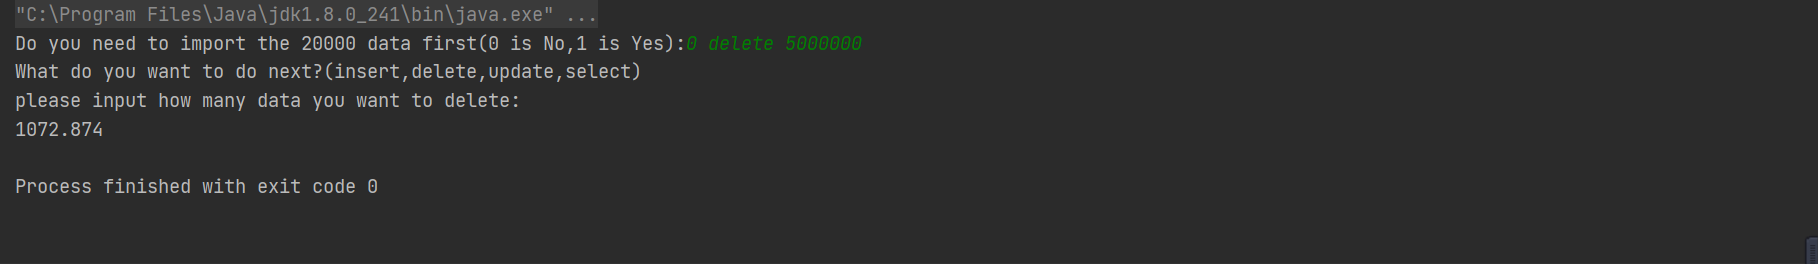 "C:\Program Files\Java\jdk1.8.0_241\bin\java.exe" ...
Do you need to import the 20000 data first(0 is No,1 is Yes):0 delete 5000000
What do you want to do next?(insert,delete,update,select)
please input how many data you want to delete:
1072.874
Process finished with exit code 0